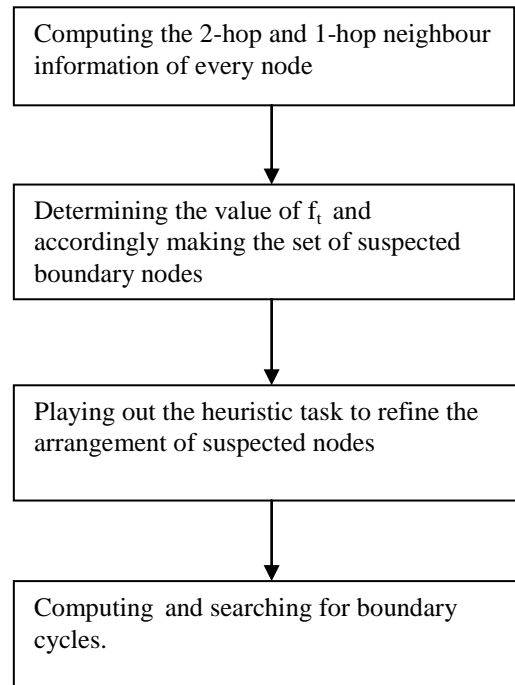 Computing the 2-hop and 1-hop neighbour
information of every node
Determining the value of fₜ and
accordingly making the set of suspected
boundary nodes
Playing out the heuristic task to refine the
arrangement of suspected nodes
Computing and searching for boundary
cycles.